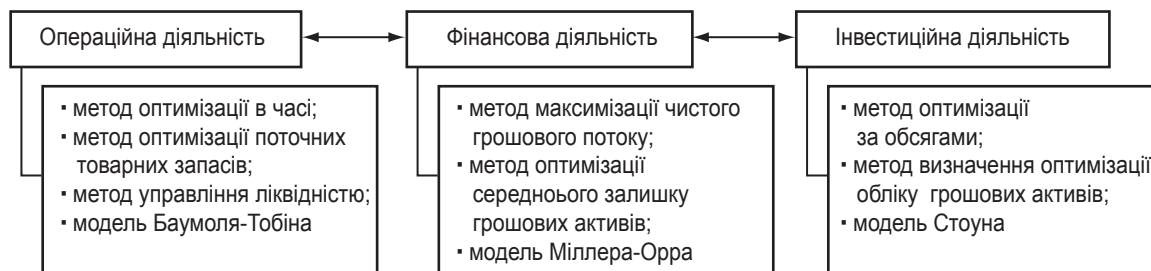 Операційна діяльність
Фінансова діяльність
Інвестиційна діяльність
▪ метод оптимізації в часі;
▪ метод оптимізації поточних
товарних запасів;
▪ метод управління ліквідністю;
▪ модель Баумоля-Тобіна
▪ метод максимізації чистого
грошового потоку;
▪ метод оптимізації
середноього залишку
грошових активів;
▪ модель Міллера-Орра
▪ метод оптимізації
за обсягами;
▪ метод визначення оптимізації
обліку грошових активів;
▪ модель Стоуна